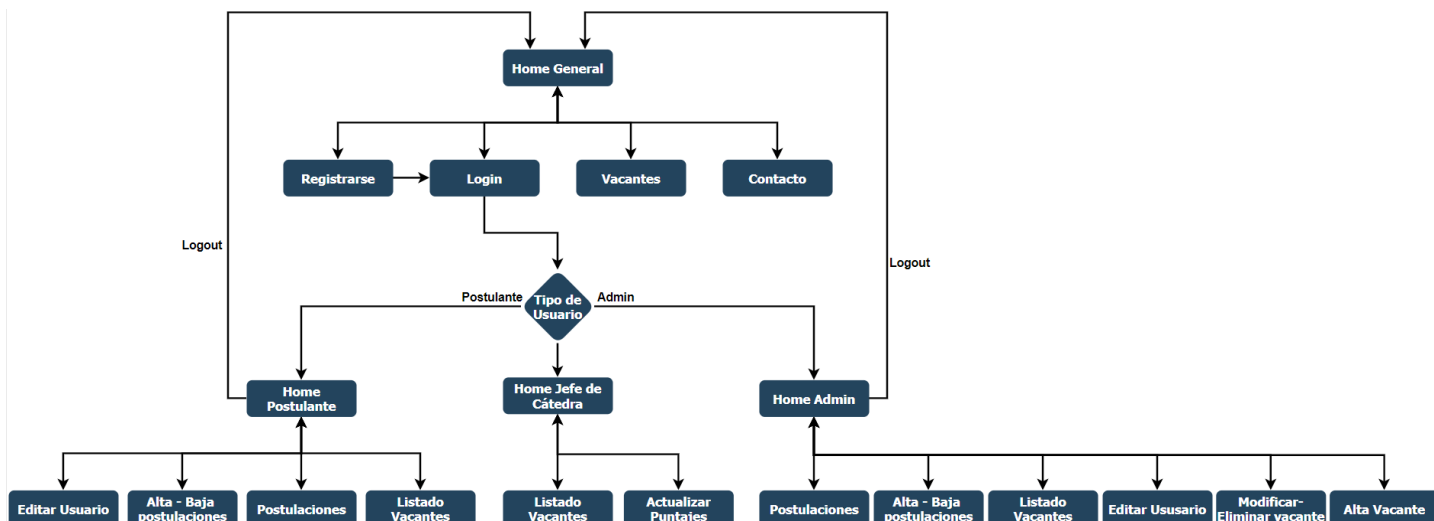 Home General
Registrarse
Login
Vacantes
Contacto
Logout
Logout
Postulante
Tipo de
Usuario
Admin
Home
Postulante
Home Jefe de
Cátedra
Home Admin
Editar Usuario
Alta - Baja
postulaciones
Postulaciones
Listado
Vacantes
Listado
Vacantes
Actualizar
Puntajes
Postulaciones
Alta - Baja
postulaciones
Listado
Vacantes
Editar Ususario
Modificar-
Eliminar vacante
Alta Vacante